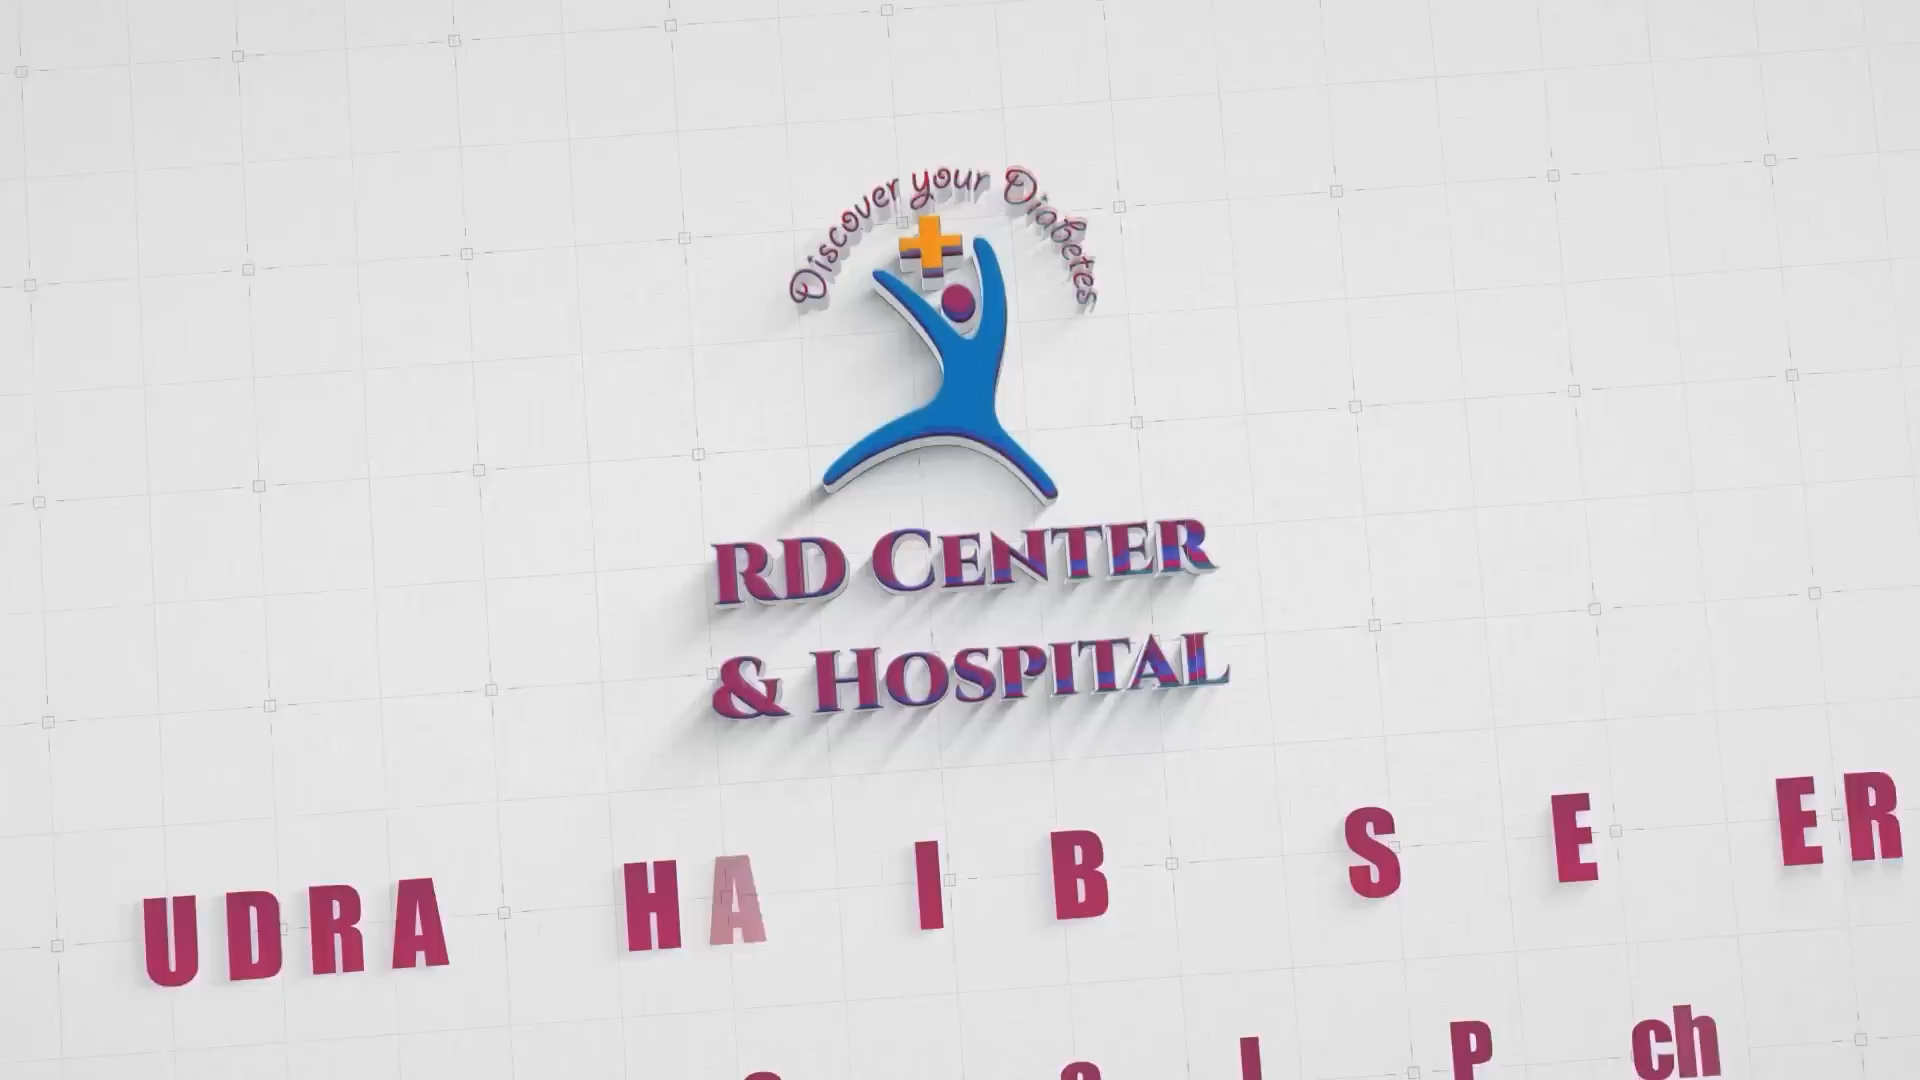 Discover your Diabetes
RD CENTER
& HOSPITAL
UDRA HA I B S E ER
P ch